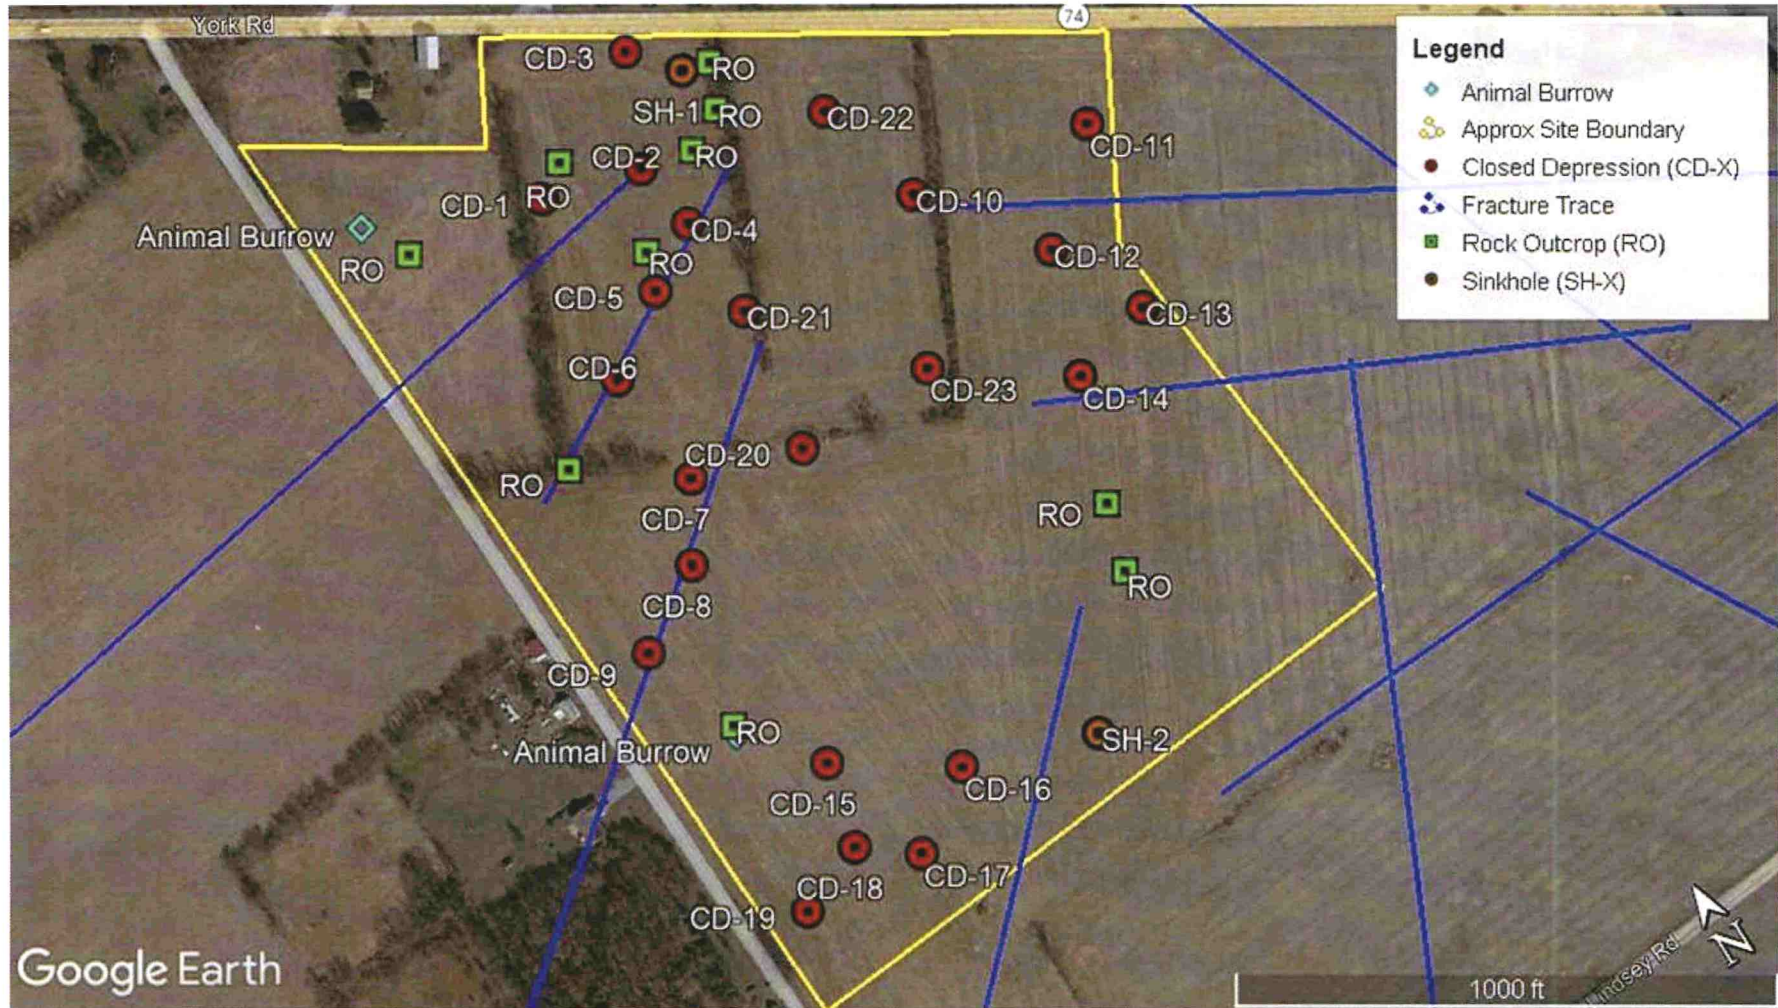 York Rd
74
Legend
Animal Burrow
Approx Site Boundary
Closed Depression (CD-X)
Fracture Trace
Rock Outcrop (RO)
Sinkhole (SH-X)
CD-3
RO
SH-1
RO
CD-22
CD-11
CD-2
RO
CD-1
RO
CD-10
Animal Burrow
RO
CD-4
RO
CD-12
CD-5
CD-21
CD-13
CD-6
CD-23
CD-14
CD-20
RO
CD-7
RO
RO
CD-8
CD-9
RO
Animal Burrow
SH-2
CD-15
CD-16
CD-18
CD-17
CD-19
Google Earth
N
Lindsey Rd
1000 ft